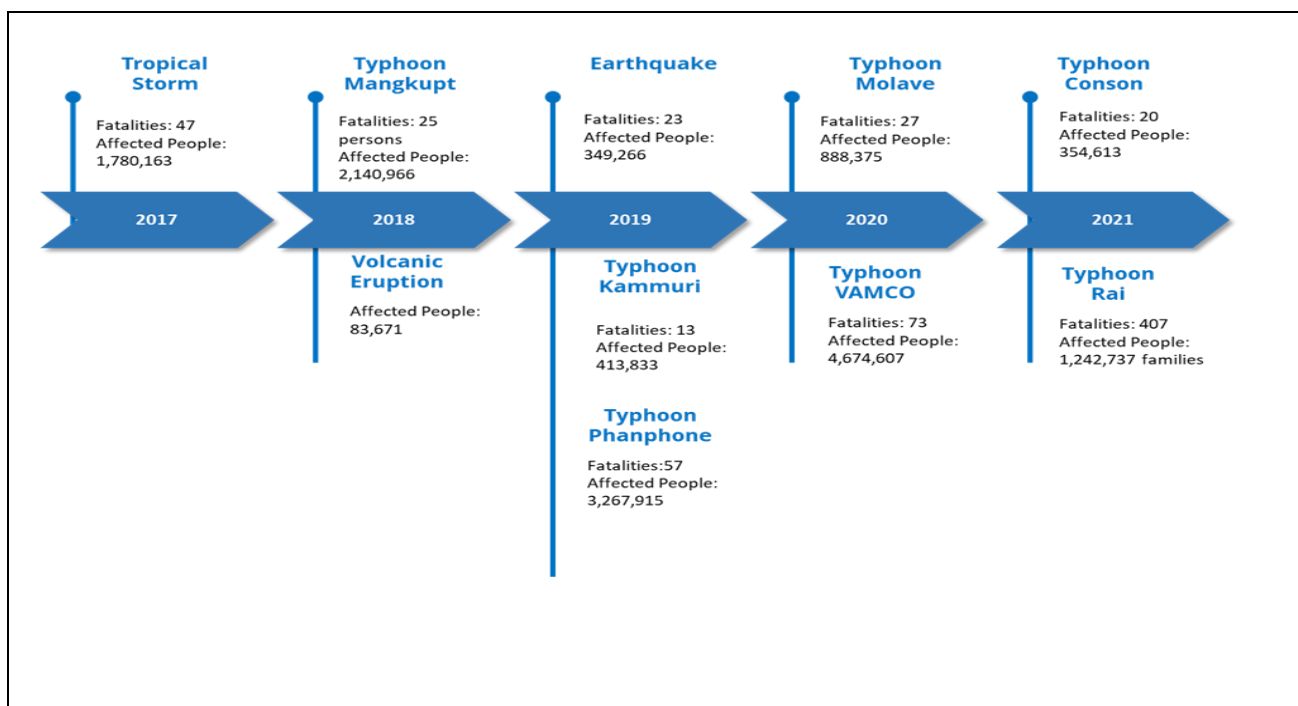 Tropical
Storm
Fatalities: 47
Affected People:
1,780,163
2017
Typhoon
Mangkupt
Fatalities: 25
persons
Affected People:
2,140,966
2018
Volcanic
Eruption
Affected People:
83,671
Earthquake
Fatalities: 23
Affected People:
349,266
2019
Typhoon
Kammuri
Fatalities: 13
Affected People:
413,833
Typhoon
Phanphone
Fatalities:57
Affected People:
3,267,915
Typhoon
Molave
Fatalities: 27
Affected People:
888,375
2020
Typhoon
VAMCO
Fatalities: 73
Affected People:
4,674,607
Typhoon
Conson
Fatalities: 20
Affected People:
354,613
2021
Typhoon
Rai
Fatalities: 407
Affected People:
1,242,737 families